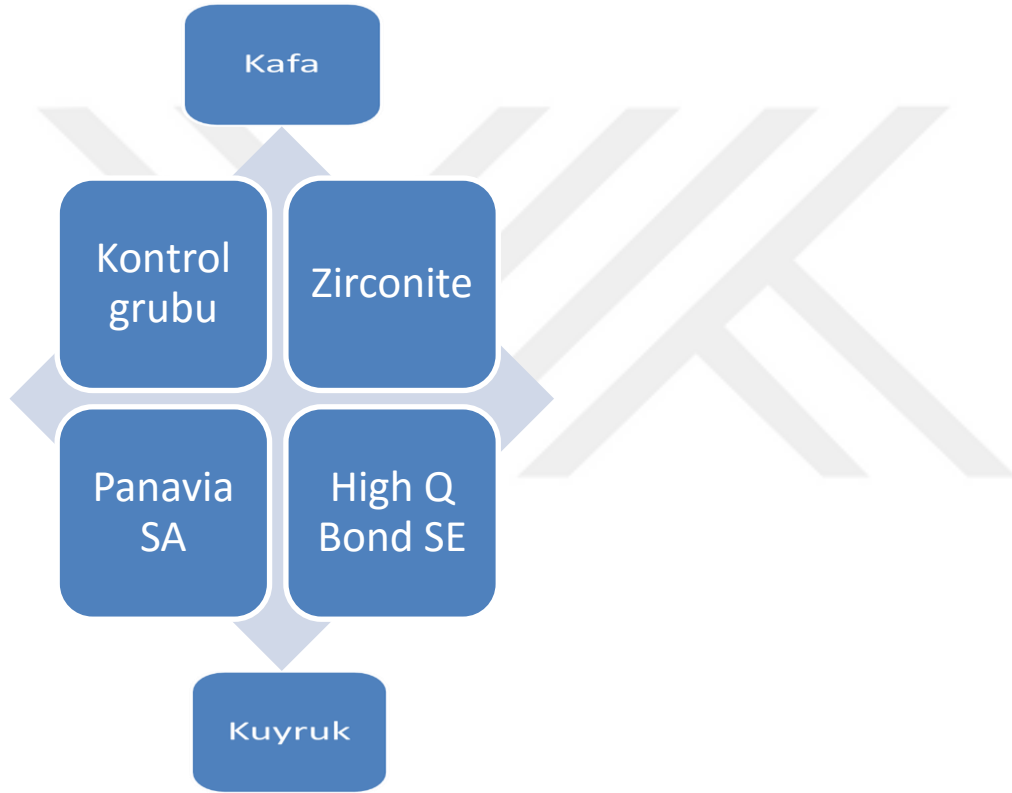 Kafa
Kontrol
grubu
Zirconite
Panavia
SA
High Q
Bond SE
Kuyruk